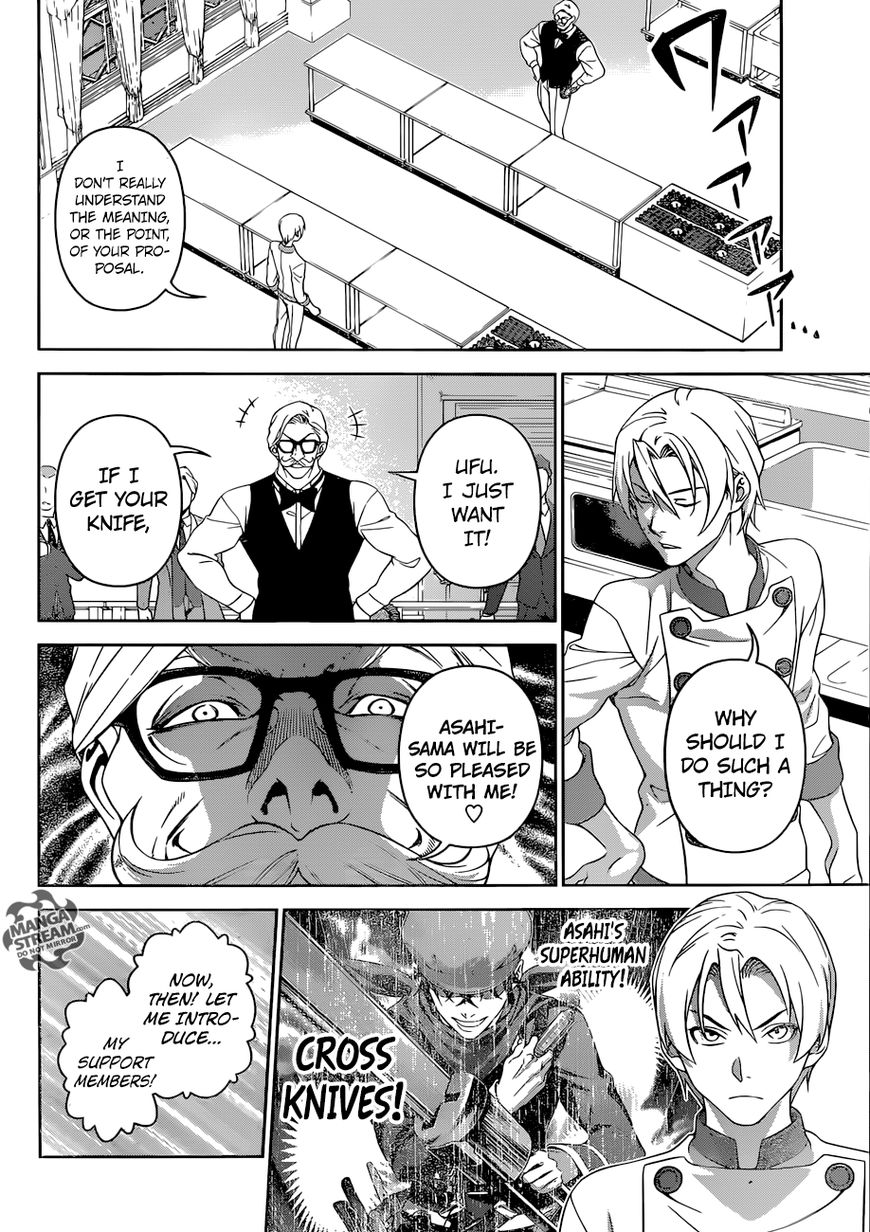 I
DON'T REALLY
UNDERSTAND
THE MEANING,
OR THE POINT,
OF YOUR PRO-
POSAL.
WHY
SHOULD I
DO SUCH A
THING?
UFU.
I JUST
WANT
IT!
IF I
GET YOUR
KNIFE,
ASAHI-
SAMA WILL BE
SO PLEASED
WITH ME!
♡
ASAHI'S
SUPERHUMAN
ABILITY!
CROSS
KNIVES!
NOW,
THEN! LET
ME INTRO-
DUCE...
MY
SUPPORT
MEMBERS!
MANGA
STREAM.com
DO NOT MIRROR